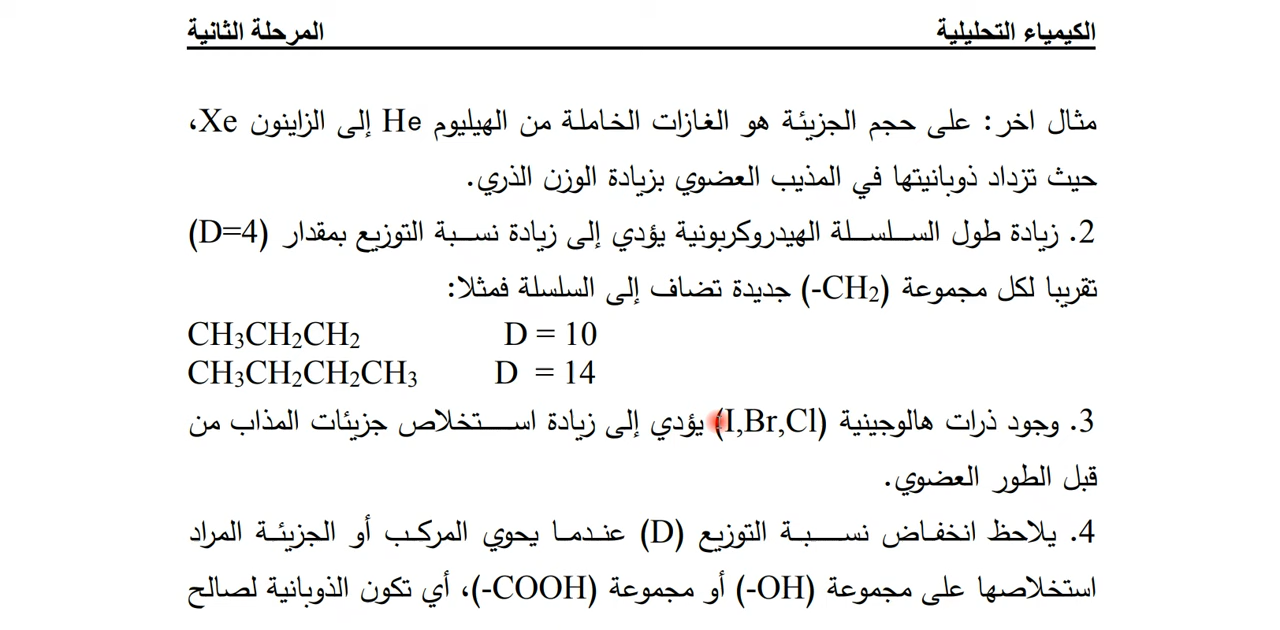 الكيمياء التحليلية المرحلة الثانية
مثال اخر: على حجم الجزيئة هو الغازات الخاملة من الهيليوم He إلى الزاينون Xe،
حيث تزداد ذوبانيتها في المذيب العضوي بزيادة الوزن الذري.
2. زيادة طول السلسلة الهيدروكربونية يؤدي إلى زيادة نسبة التوزيع بمقدار (D=4)
تقريبا لكل مجموعة (-CH₂) جديدة تضاف إلى السلسلة فمثلا:
CH₃CH₂CH₂ D = 10
CH₃CH₂CH₂CH₃ D = 14
3. وجود ذرات هالوجينية (I,Br,Cl) يؤدي إلى زيادة استخلاص جزيئات المذاب من
قبل الطور العضوي.
4. يلاحظ انخفاض نسبة التوزيع (D) عندما يحوي المركب أو الجزيئة المراد
استخلاصها على مجموعة (-OH) أو مجموعة (-COOH)، أي تكون الذوبانية لصالح